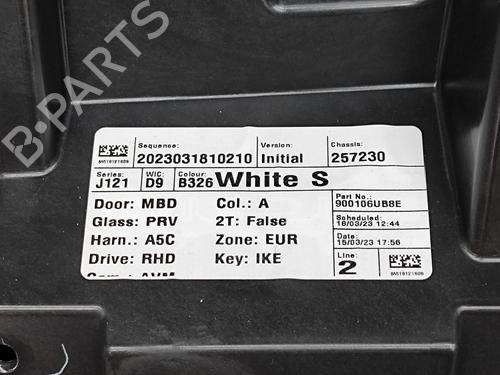 B-PARTS
Sequence: Version: Chassis:
2023031810210 Initial 257230
Series: WIC: Colour:
J121 D9 B326 White S
Door: MBD Col.: A
Glass: PRV 2T: False
Harn.: A5C Zone: EUR
Drive: RHD Key: IKE
Part No.:
900106UB8E
Scheduled
16/03/23 12:44
Date:
15/03/23 17:56
Line:
2